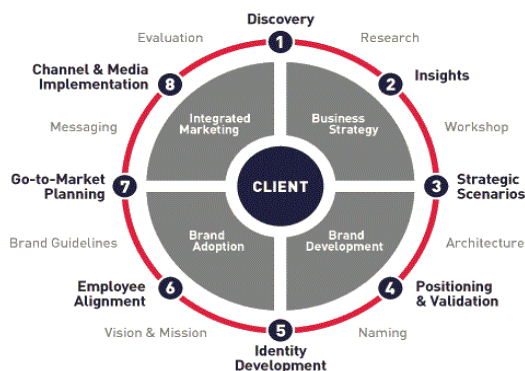 Discovery
Evaluation
1
Research
Channel & Media
Implementation
8
2
Insights
Integrated
Marketing
Business
Strategy
Messaging
Workshop
Go-to-Market
Planning
7
CLIENT
3
Strategic
Scenarios
Brand Guidelines
Brand
Adoption
Brand
Development
Architecture
Employee
Alignment
6
4
Positioning
& Validation
Vision & Mission
5
Naming
Identity
Development